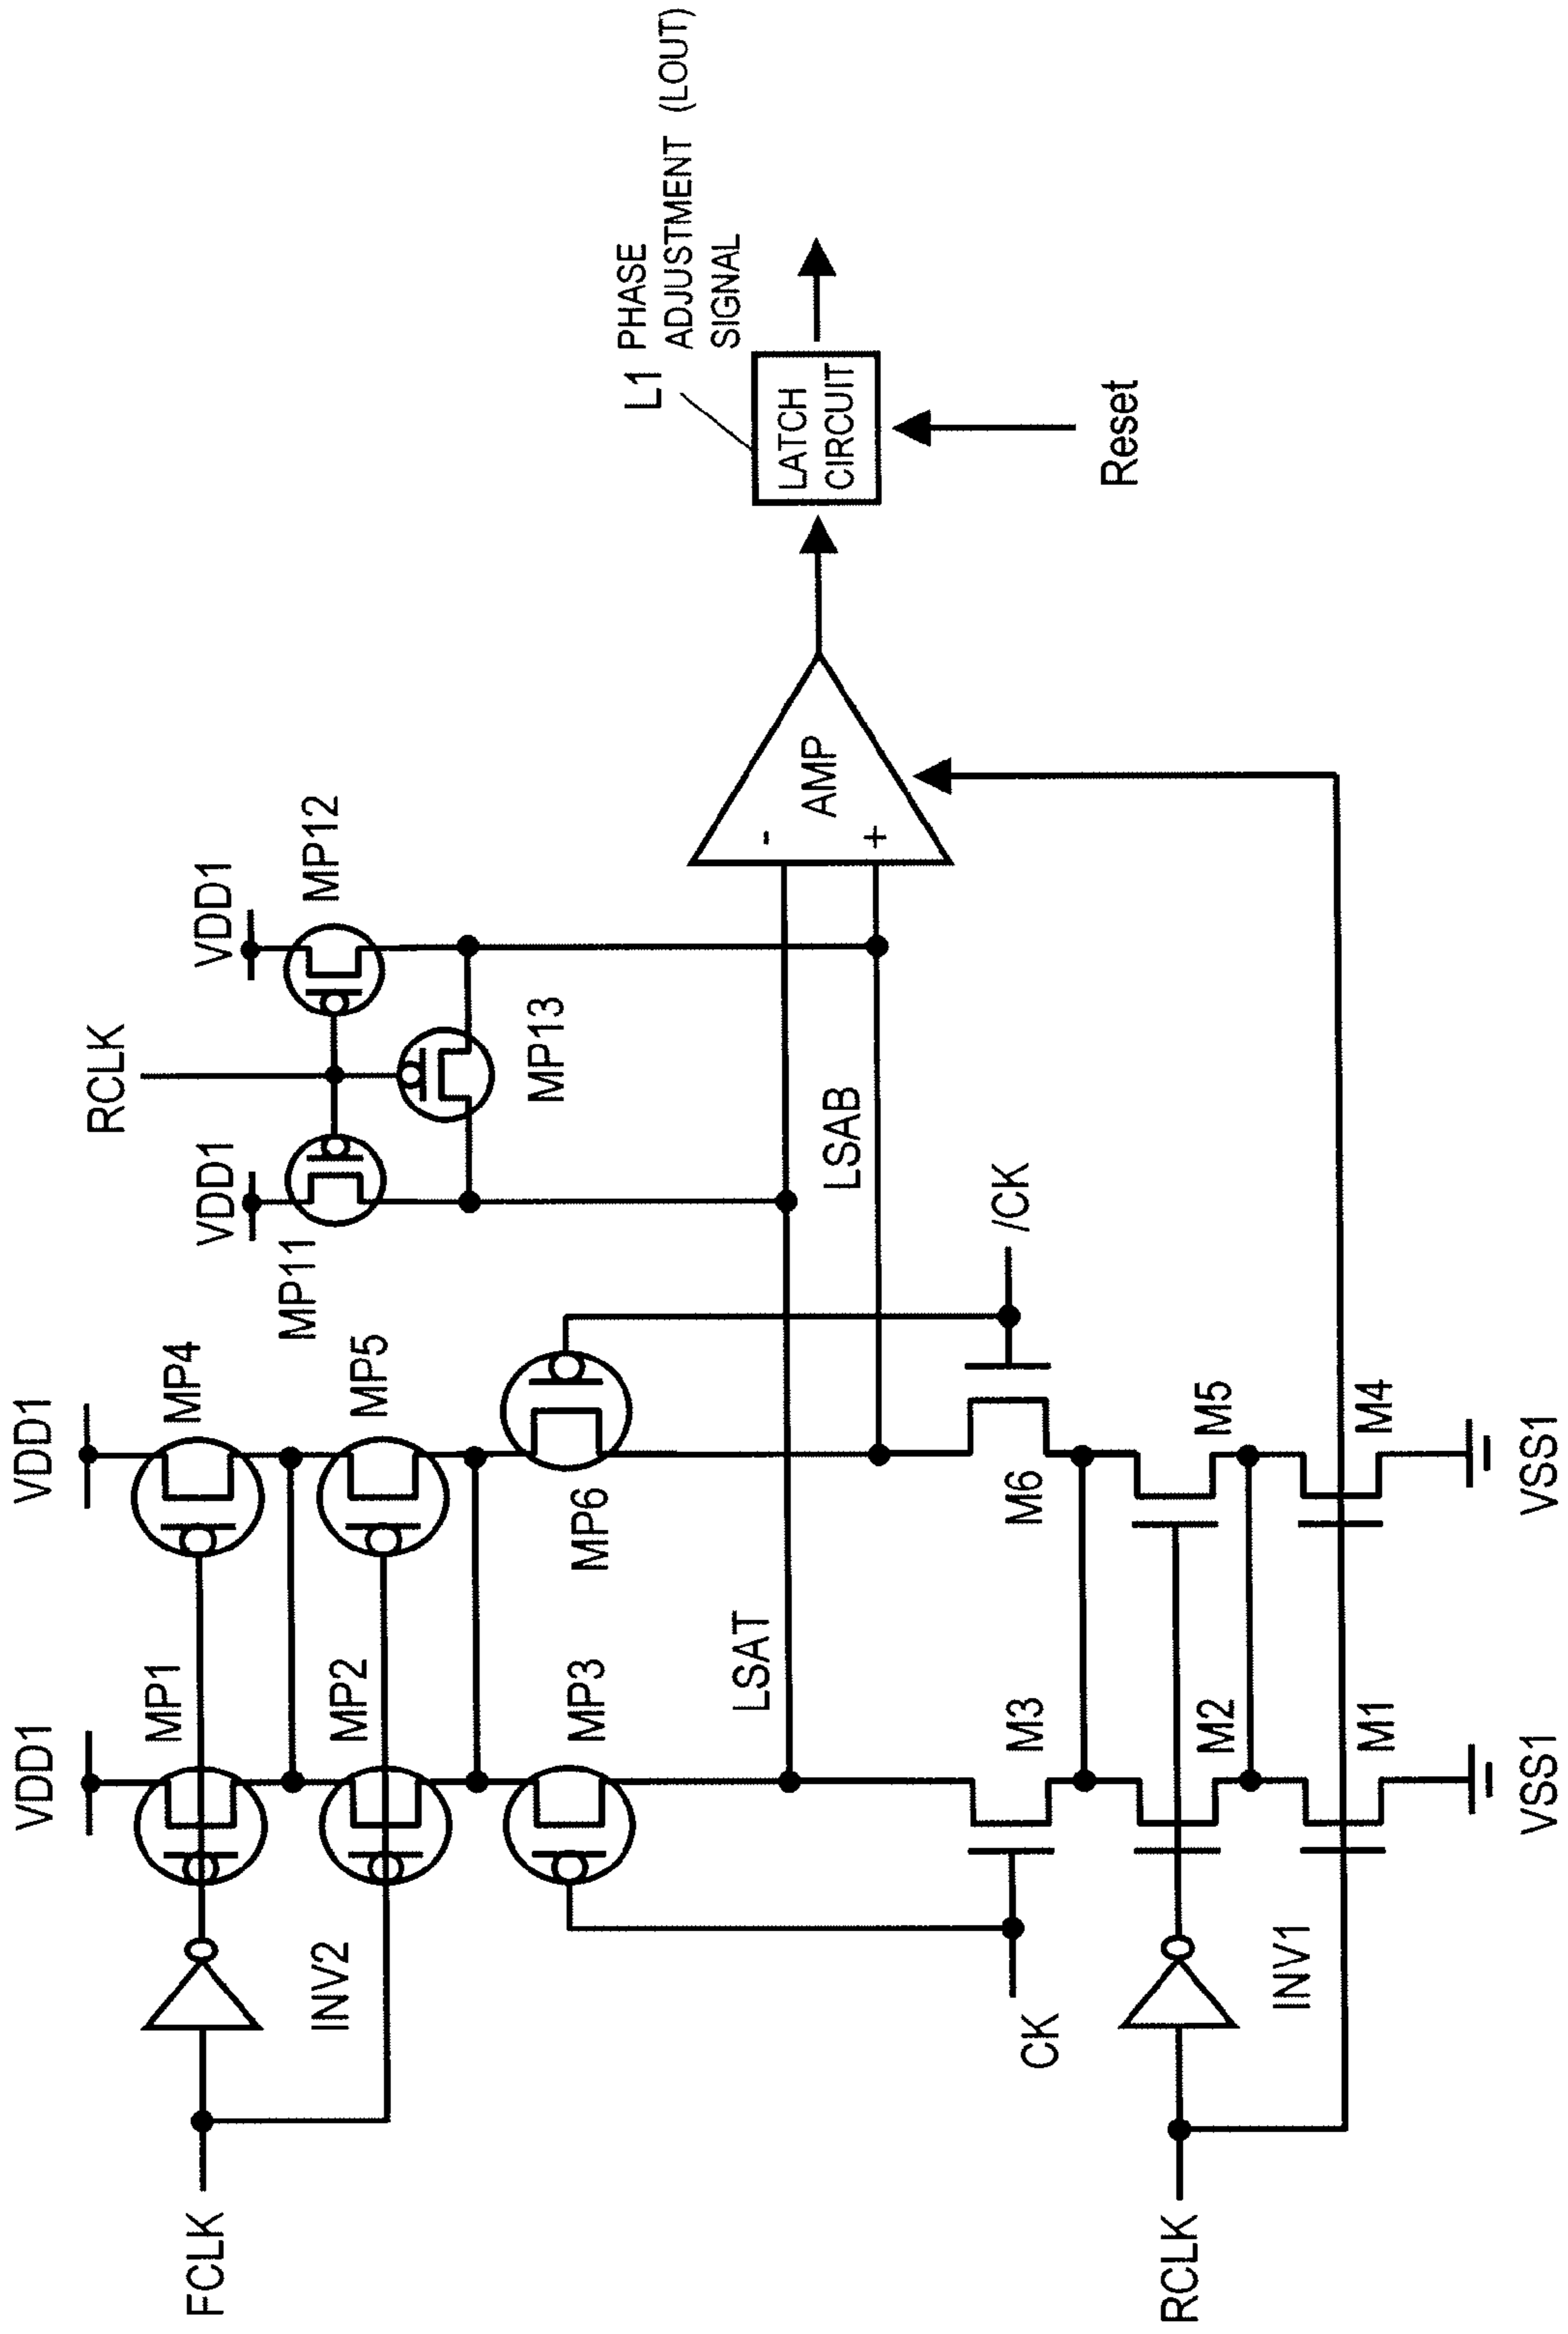 FCLK
INV2
RCLK
INV1
CK
VDD1
MP1
MP2
MP3
LSAT
M3
M2
M1
VSS1
VDD1
MP4
MP5
MP6
M6
M5
M4
VSS1
/CK
LSAB
VDD1
MP11
RCLK
MP13
VDD1
MP12
-
+
AMP
LATCH
CIRCUIT
Reset
L1
PHASE
ADJUSTMENT (LOUT)
SIGNAL